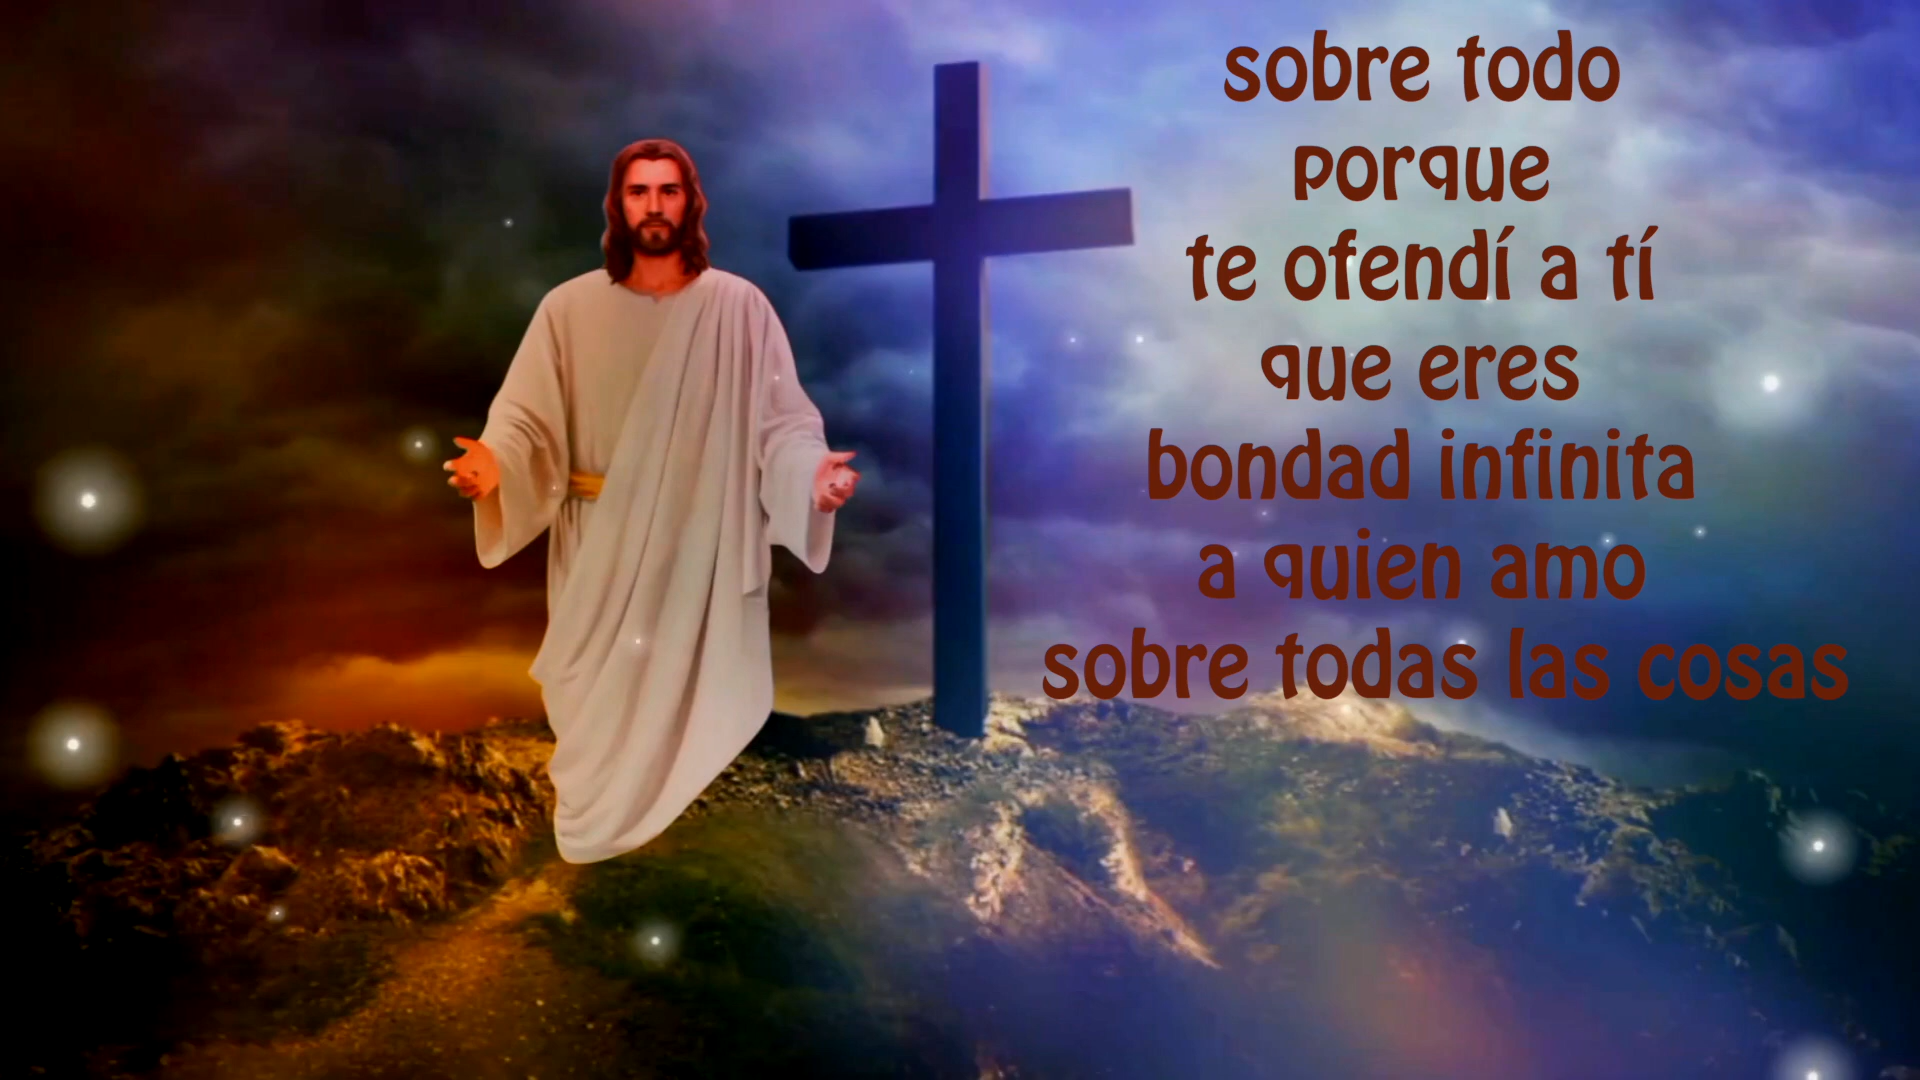 sobre todo
porque
te ofendí a tí
que eres
bondad infinita
a quien amo
sobre todas las cosas